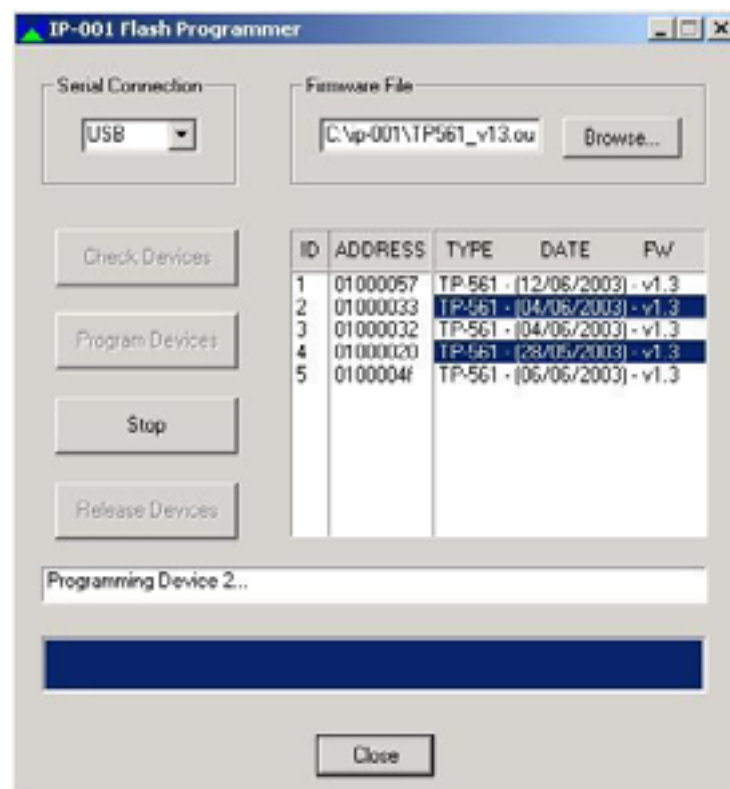 IP-001 Flash Programmer
Serial Connection
Firmware File
USB
C:\ip-001\TP561_v13.ou
Browse...
Check Devices
Program Devices
Stop
Release Devices
ID ADDRESS TYPE DATE FW
1 01000057 TP-561 - (12/06/2003) - v1.3
2 01000033 TP-561 - (04/06/2003) - v1.3
3 01000032 TP-561 - (04/06/2003) - v1.3
4 01000020 TP-561 - (28/05/2003) - v1.3
5 0100004f TP-561 - (06/06/2003) - v1.3
Programming Device 2...
Close